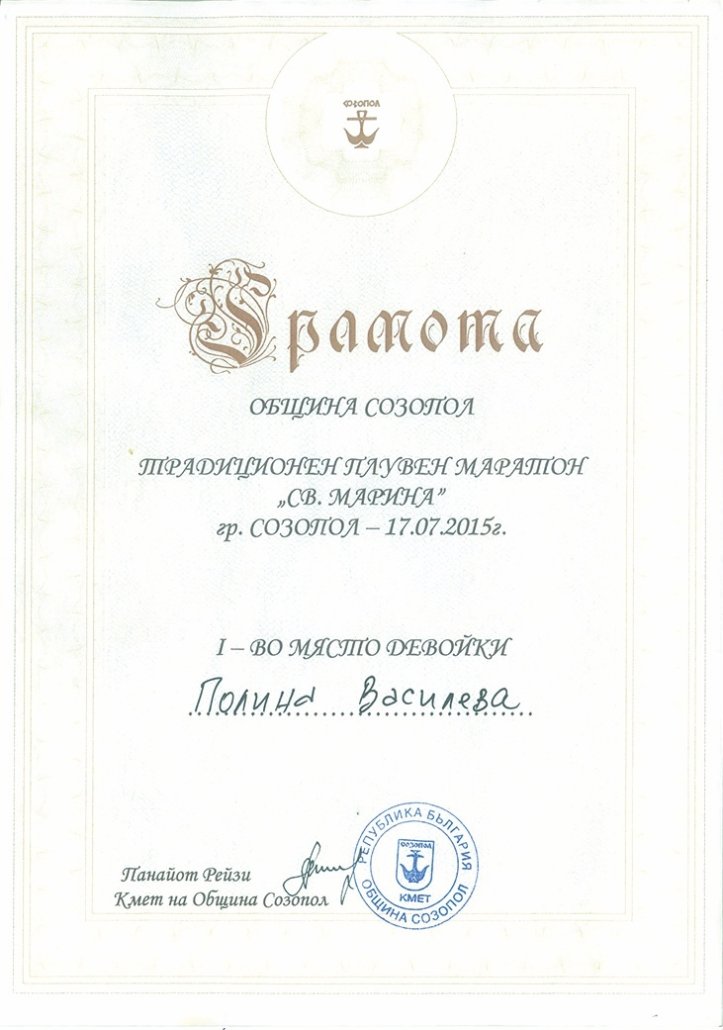 СОЗОПОЛ
Грамота
ОБЩИНА СОЗОПОЛ
ТРАДИЦИОНЕН ПЛУВЕН МАРАТОН
„СВ. МАРИНА”
гр. СОЗОПОЛ – 17.07.2015г.
I – ВО МЯСТО ДЕВОЙКИ
Полина Василева
Панайот Рейзи
Кмет на Община Созопол
РЕПУБЛИКА БЪЛГАРИЯ
СОЗОПОЛ
КМЕТ
ОБЩИНА СОЗОПОЛ